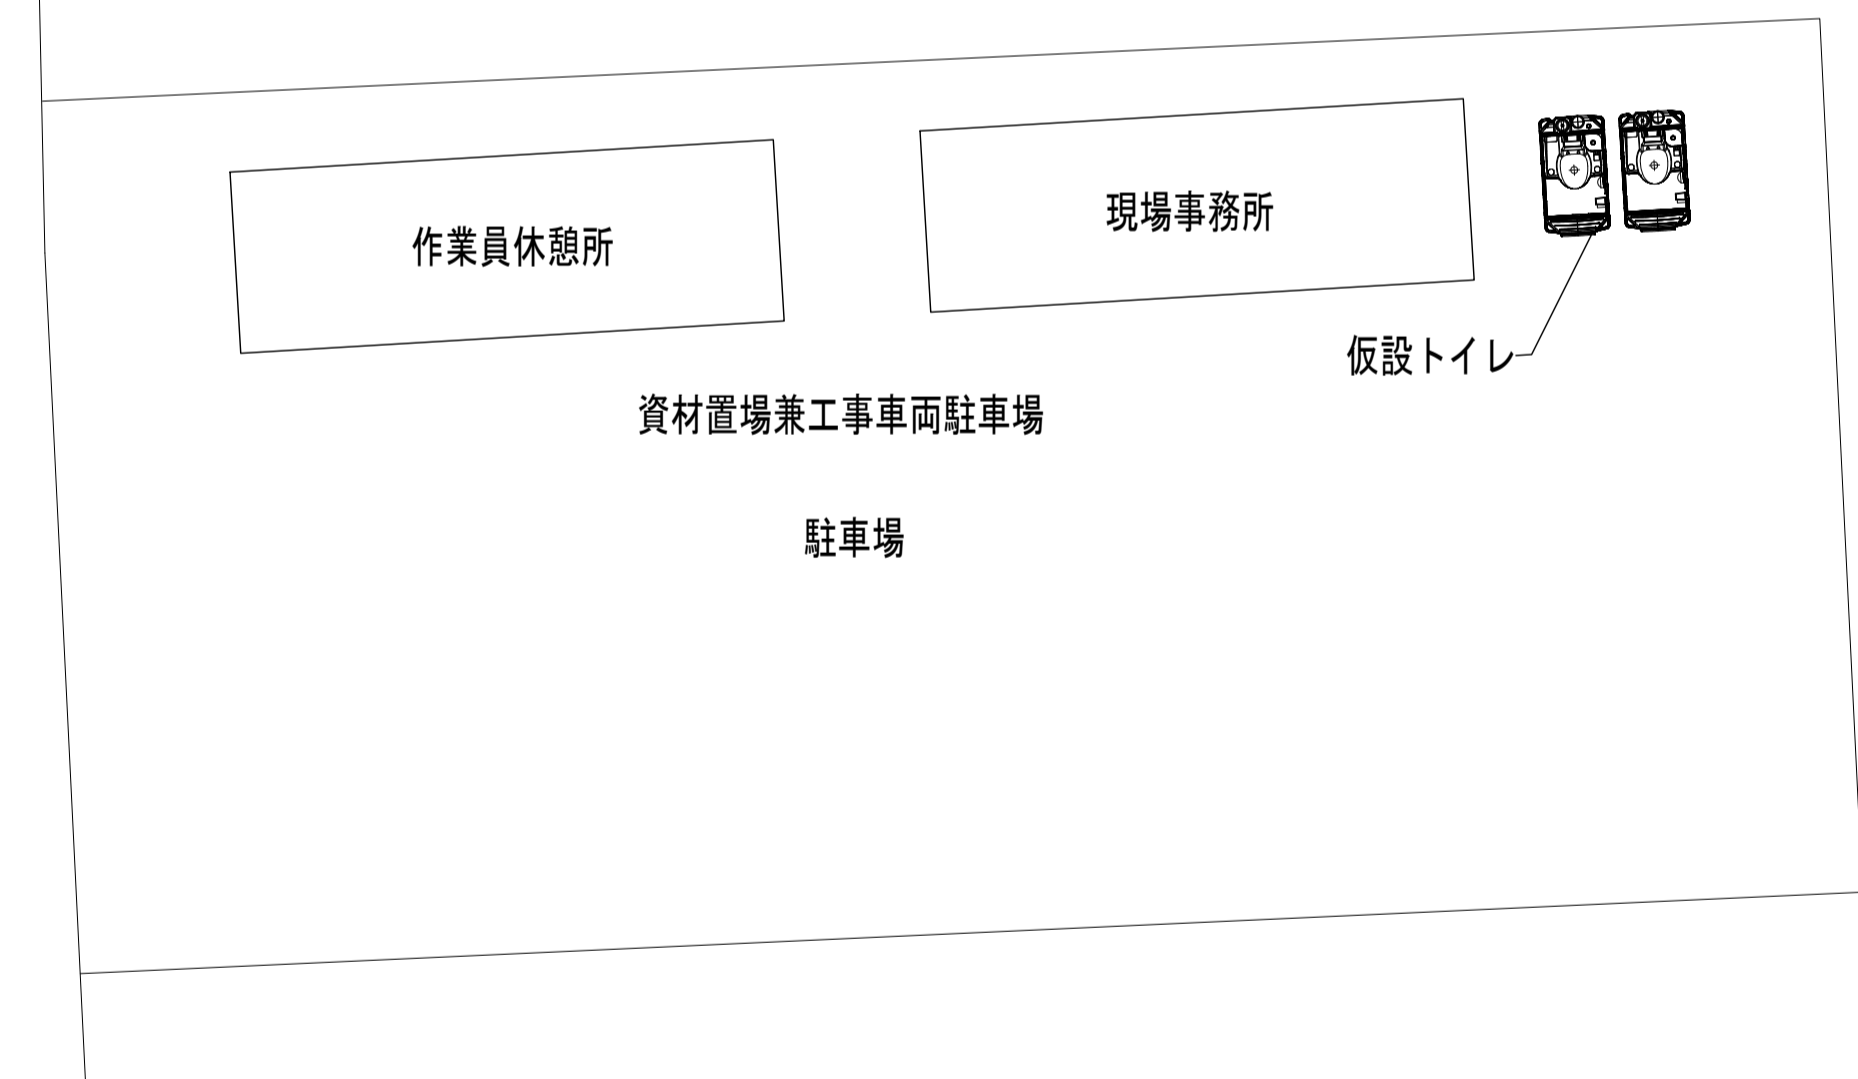 現場事務所
作業員休憩所
仮設トイレ
資材置場兼工事車両駐車場
駐車場